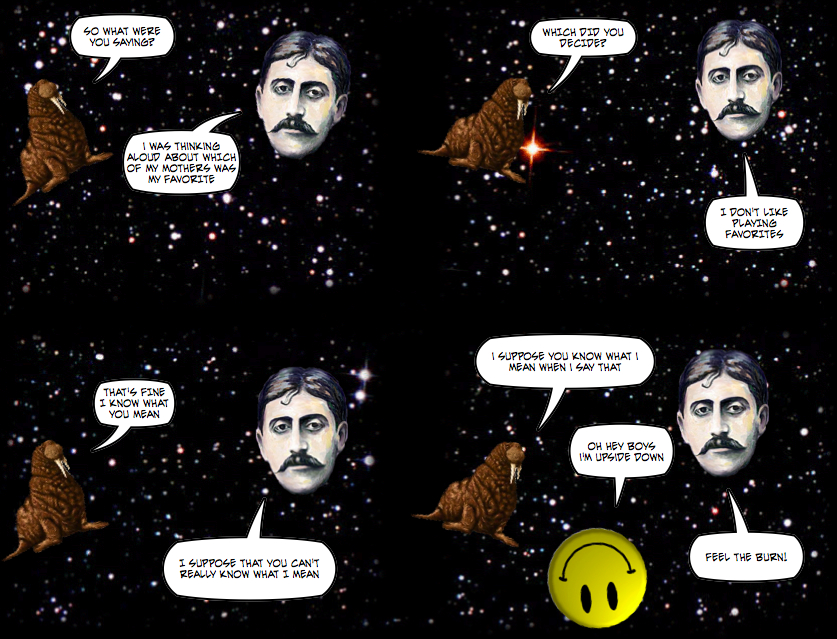 SO WHAT WERE
YOU SAYING?
I WAS THINKING
ALOUD ABOUT WHICH
OF MY MOTHERS WAS
MY FAVORITE
WHICH DID YOU
DECIDE?
I DON'T LIKE
PLAYING
FAVORITES
THAT'S FINE
I KNOW WHAT
YOU MEAN
I SUPPOSE THAT YOU CAN'T
REALLY KNOW WHAT I MEAN
I SUPPOSE YOU KNOW WHAT I
MEAN WHEN I SAY THAT
OH HEY BOYS
I'M UPSIDE DOWN
FEEL THE BURN!